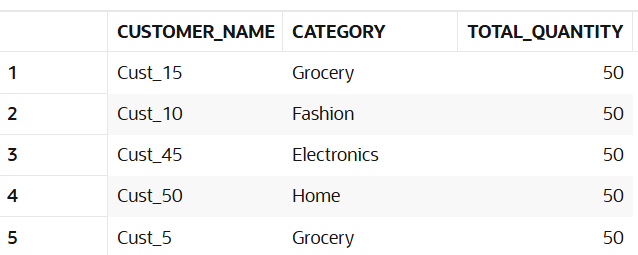 CUSTOMER_NAME CATEGORY TOTAL_QUANTITY
1 Cust_15 Grocery 50
2 Cust_10 Fashion 50
3 Cust_45 Electronics 50
4 Cust_50 Home 50
5 Cust_5 Grocery 50